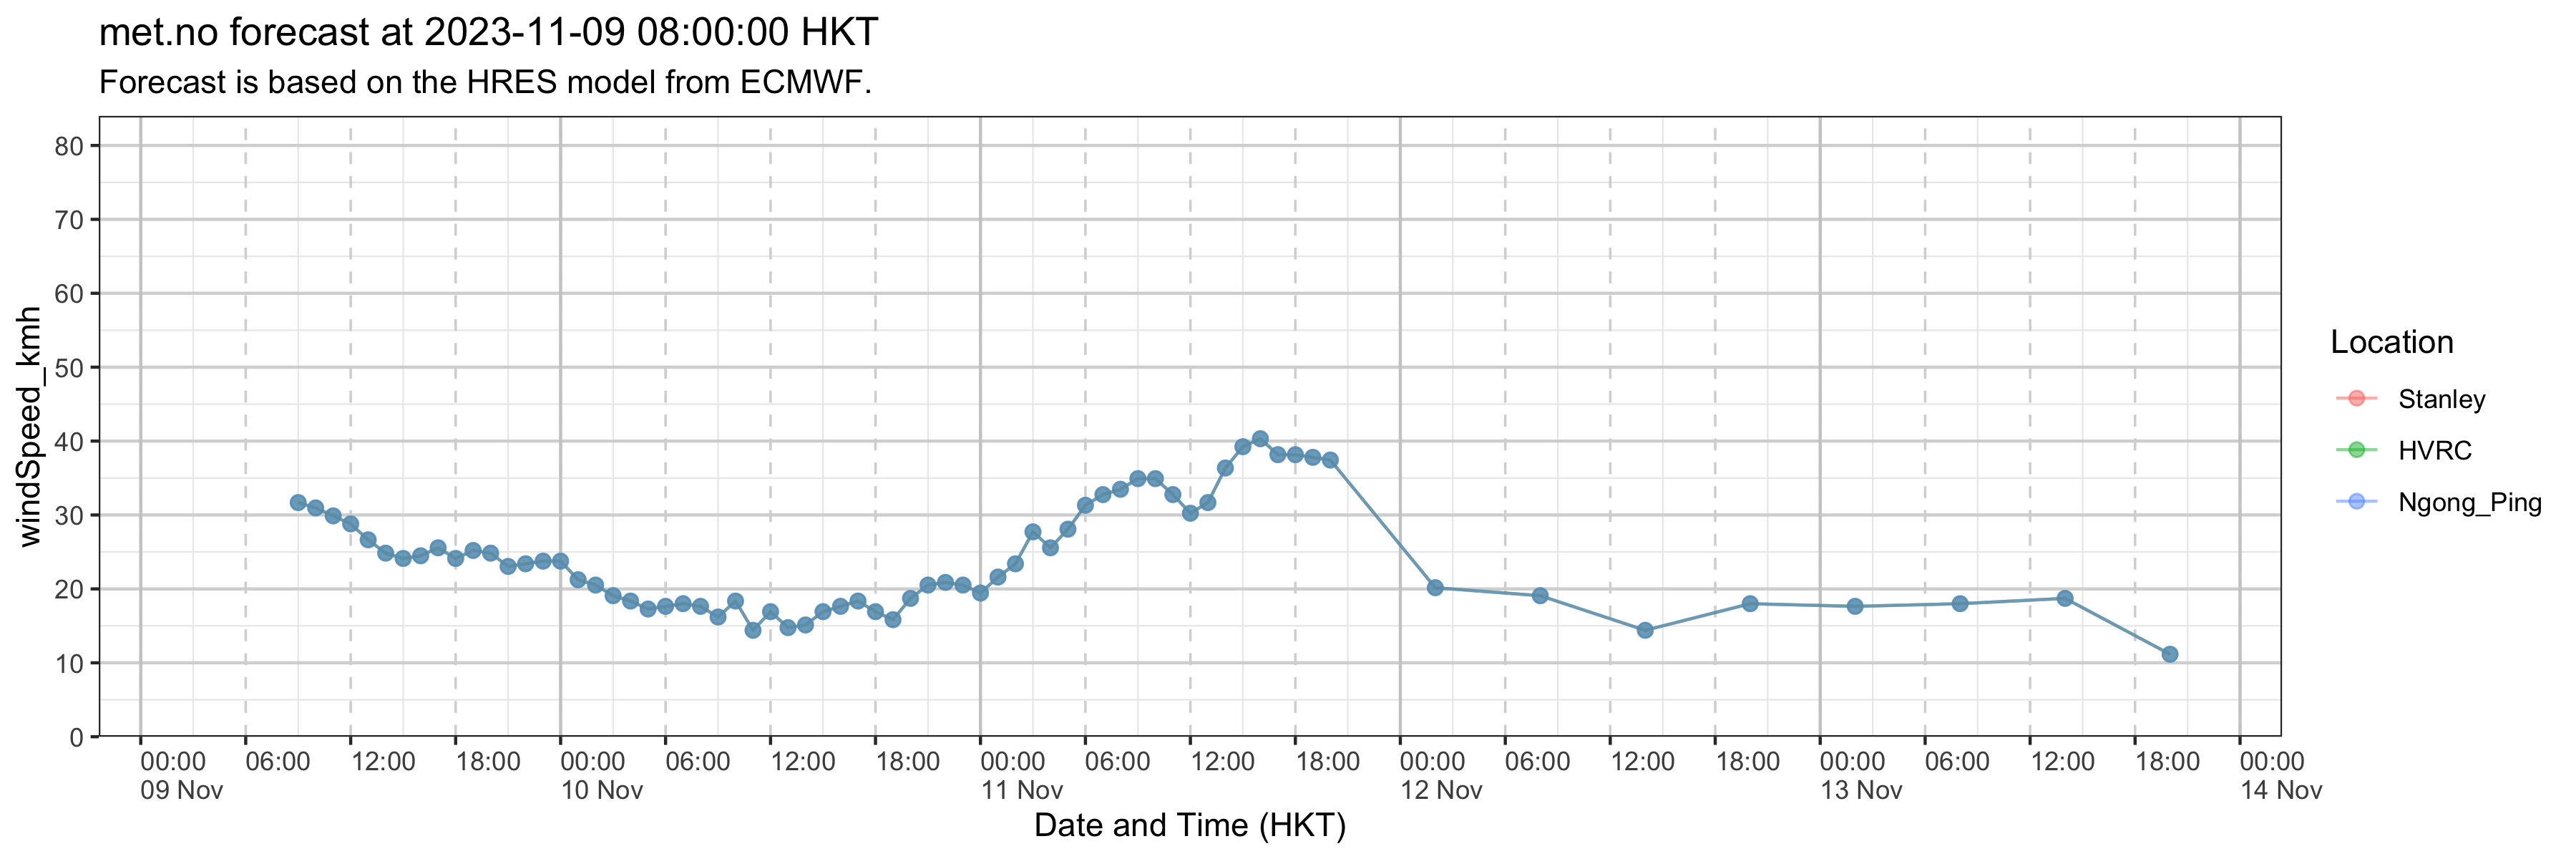 met.no forecast at 2023-11-09 08:00:00 HKT
Forecast is based on the HRES model from ECMWF.
windSpeed_kmh
80
70
60
50
40
30
20
10
0
00:00 06:00 12:00 18:00 00:00 06:00 12:00 18:00 00:00 06:00 12:00 18:00 00:00 06:00 12:00 18:00 00:00 06:00 12:00 18:00 00:00
09 Nov 10 Nov 11 Nov 12 Nov 13 Nov 14 Nov
Date and Time (HKT)
Location
Stanley
HVRC
Ngong_Ping